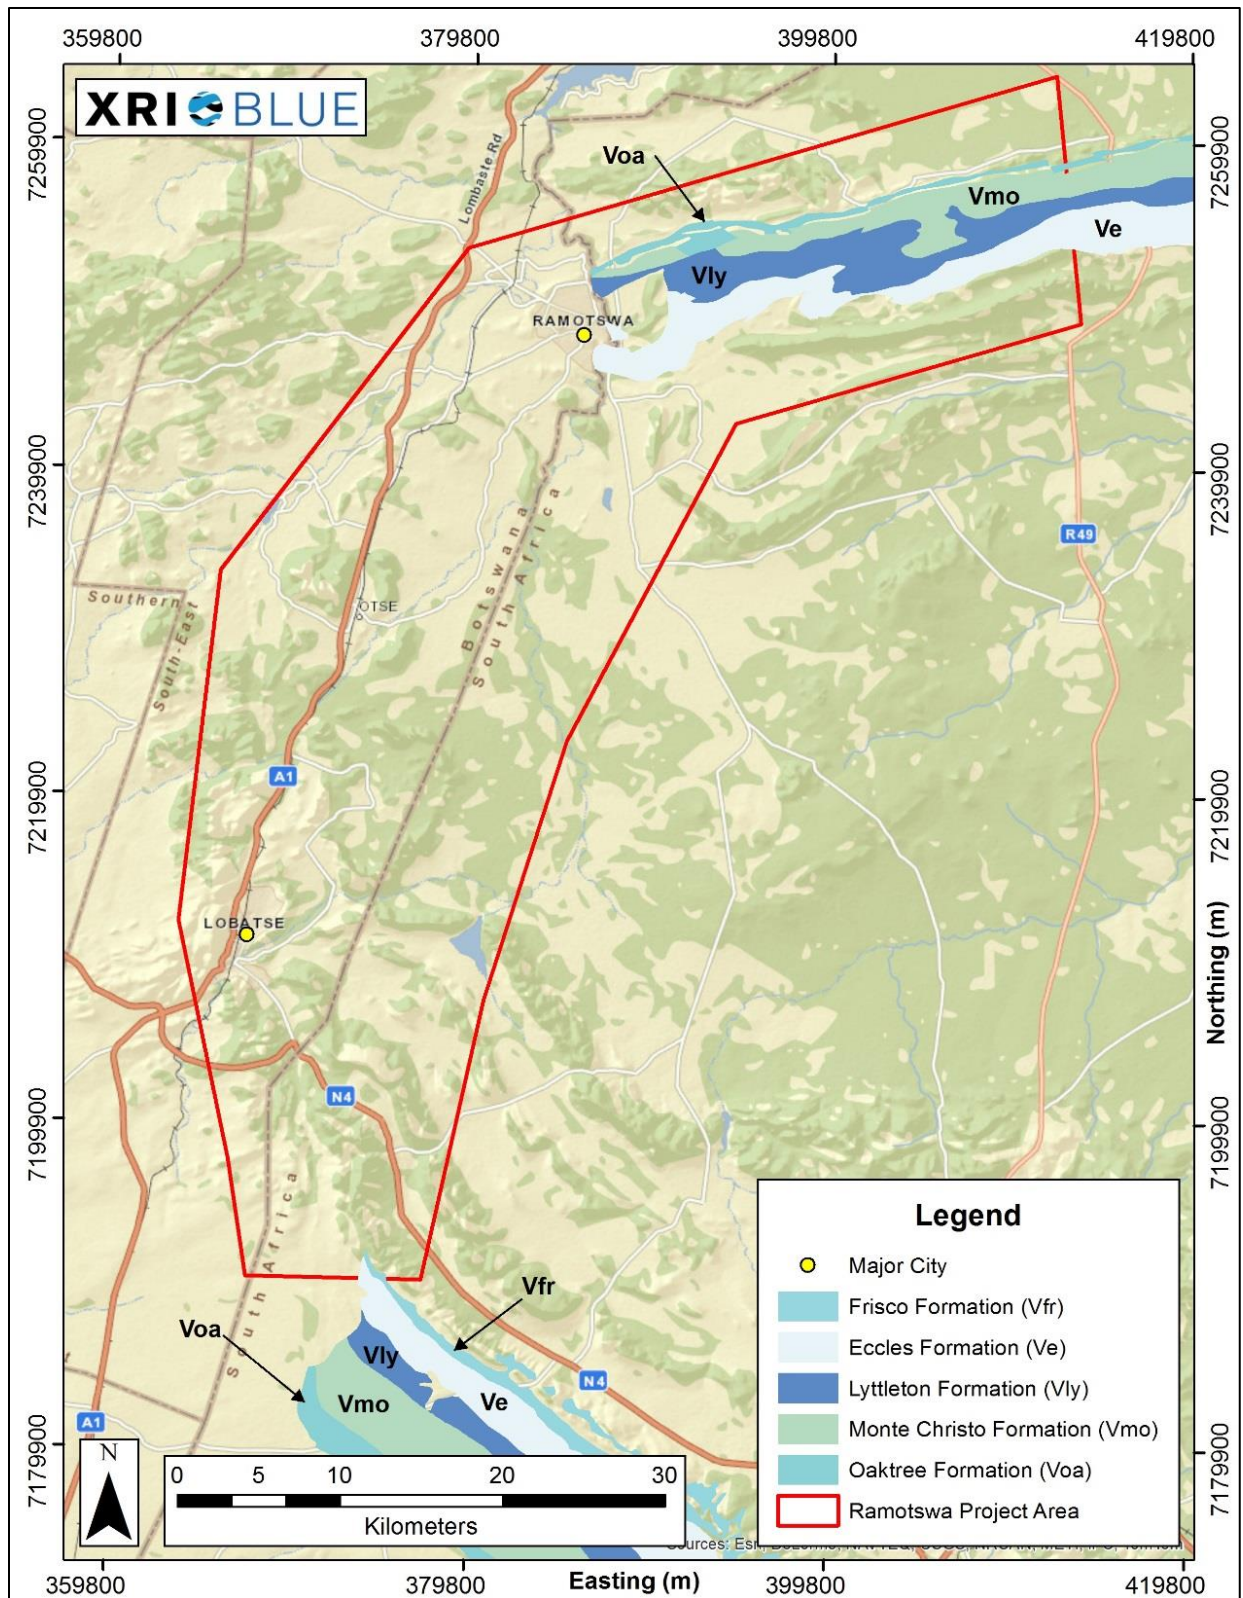 359800 379800 399800 419800
XRI BLUE
7259900
Lombaste Rd
Voa
7259900
Vmo
Ve
Vly
RAMOTSWA
7239900
7239900
R49
Botswana
South Africa
Southern
South-East
OTSE
A1
7219900
7219900
LOBATSE
Northing (m)
N4
7199900
7199900
South Africa
Legend
Major City
Frisco Formation (Vfr)
Eccles Formation (Ve)
Lyttleton Formation (Vly)
Monte Christo Formation (Vmo)
Oaktree Formation (Voa)
Ramotswa Project Area
Vfr
Voa
Vly
Vmo
Ve
N4
A1
7179900
7179900
N
0 5 10 20 30
Kilometers
359800 379800 Easting (m) 399800 419800